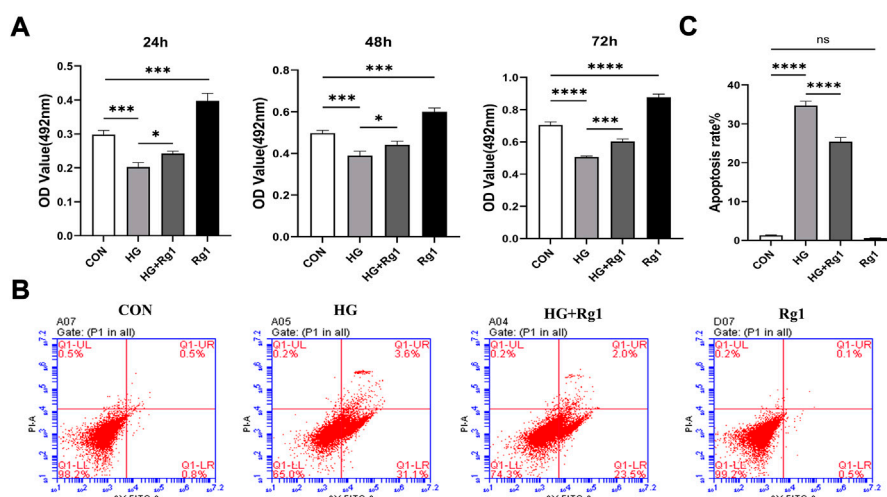 A
C
24h
48h
72h
OD Value(492nm)
0.5
0.4
0.3
0.2
0.1
0.0
***
***
*
CON
HG
HG+Rg1
Rg1
OD Value(492nm)
0.8
0.6
0.4
0.2
0.0
***
***
*
CON
HG
HG+Rg1
Rg1
OD Value(492nm)
1.0
0.8
0.6
0.4
0.2
0.0
****
****
***
CON
HG
HG+Rg1
Rg1
Apoptosis rate%
40
30
20
10
0
ns
****
****
CON
HG
HG+Rg1
Rg1
B
CON
A07
Gate: (P1 in all)
Q1-UL
0.5%
Q1-UR
0.5%
Q1-LL
98.2%
Q1-LR
0.8%
PI-A
HG
A05
Gate: (P1 in all)
Q1-UL
0.2%
Q1-UR
3.6%
Q1-LL
65.0%
Q1-LR
31.1%
PI-A
HG+Rg1
A04
Gate: (P1 in all)
Q1-UL
0.2%
Q1-UR
2.0%
Q1-LL
74.3%
Q1-LR
23.5%
PI-A
Rg1
D07
Gate: (P1 in all)
Q1-UL
0.2%
Q1-UR
0.1%
Q1-LL
99.2%
Q1-LR
0.5%
PI-A